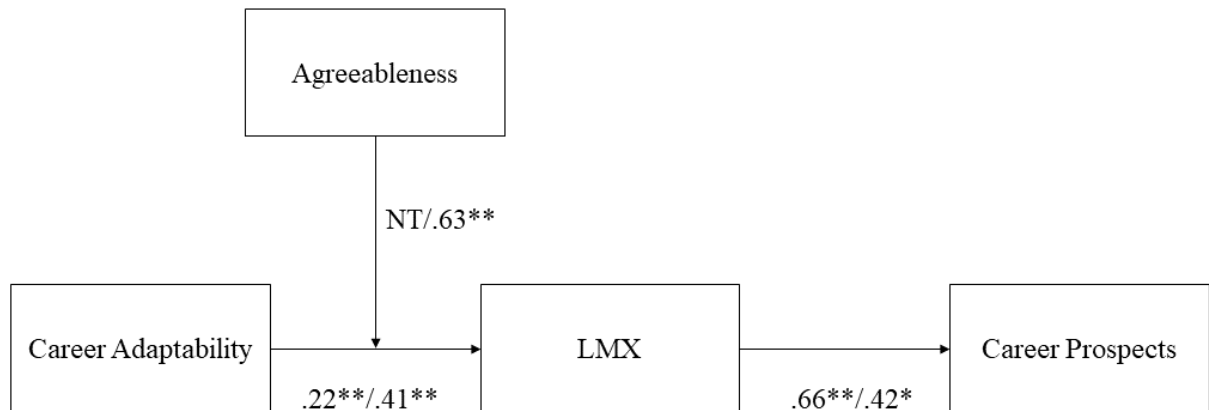 Agreeableness
NT/.63**
Career Adaptability
LMX
Career Prospects
.22**/.41**
.66**/.42*